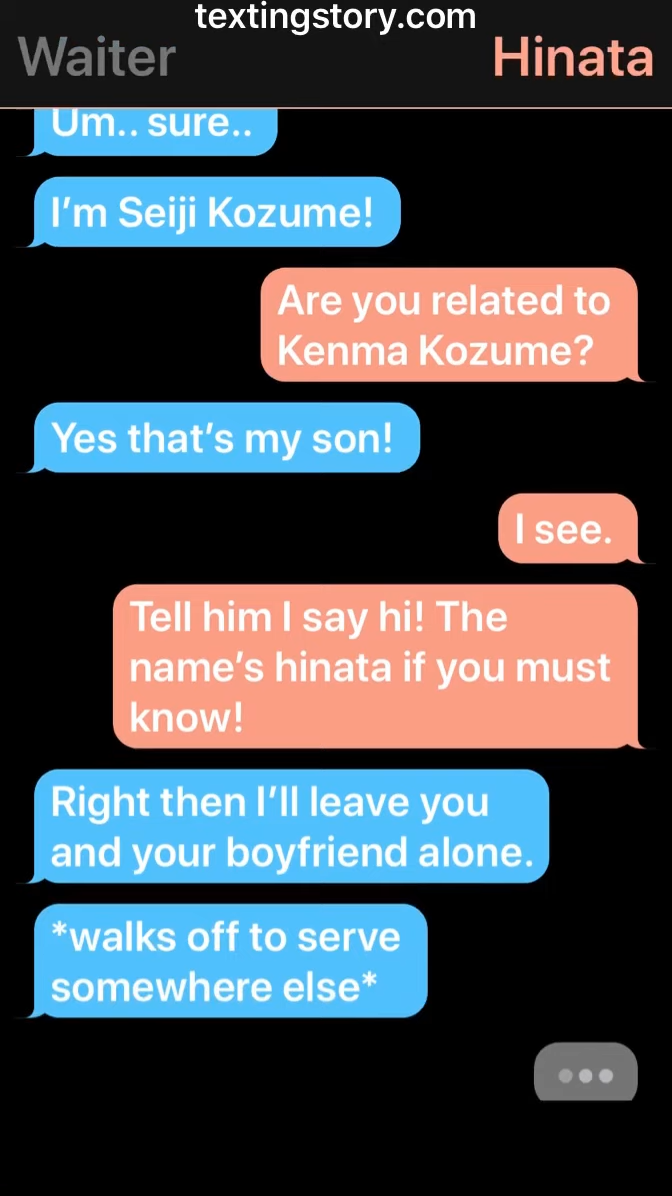 textingstory.com
Waiter Hinata
Um.. sure..
I’m Seiji Kozume!
Are you related to
Kenma Kozume?
Yes that’s my son!
I see.
Tell him I say hi! The
name’s hinata if you must
know!
Right then I’ll leave you
and your boyfriend alone.
*walks off to serve
somewhere else*